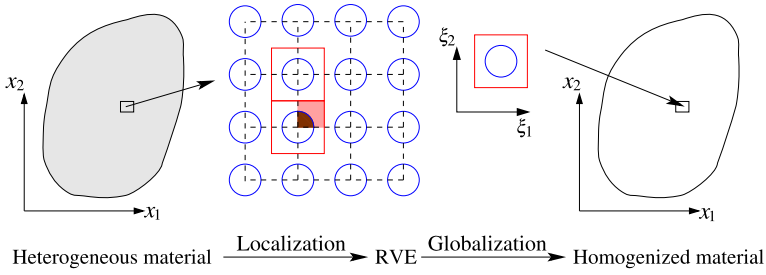 x2
x1
ξ2
ξ1
x2
x1
Heterogeneous material
Localization
RVE
Globalization
Homogenized material